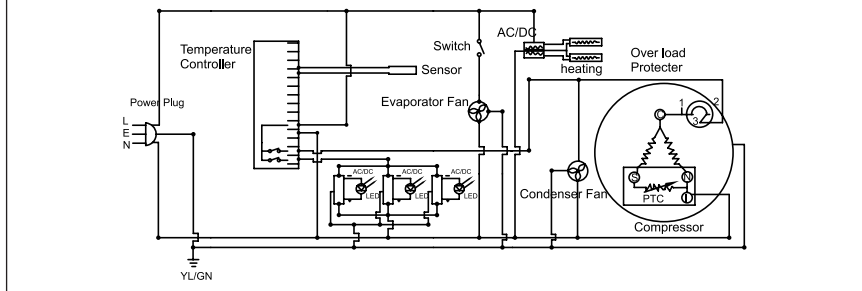 AC/DC
Switch
Temperature
Controller
Over load
Protecter
Sensor
heating
Evaporator Fan
Power Plug
1
2
3
C
L
E
N
AC/DC
AC/DC
AC/DC
LED
LED
LED
S
N
PTC
Condenser Fan
Compressor
YL/GN